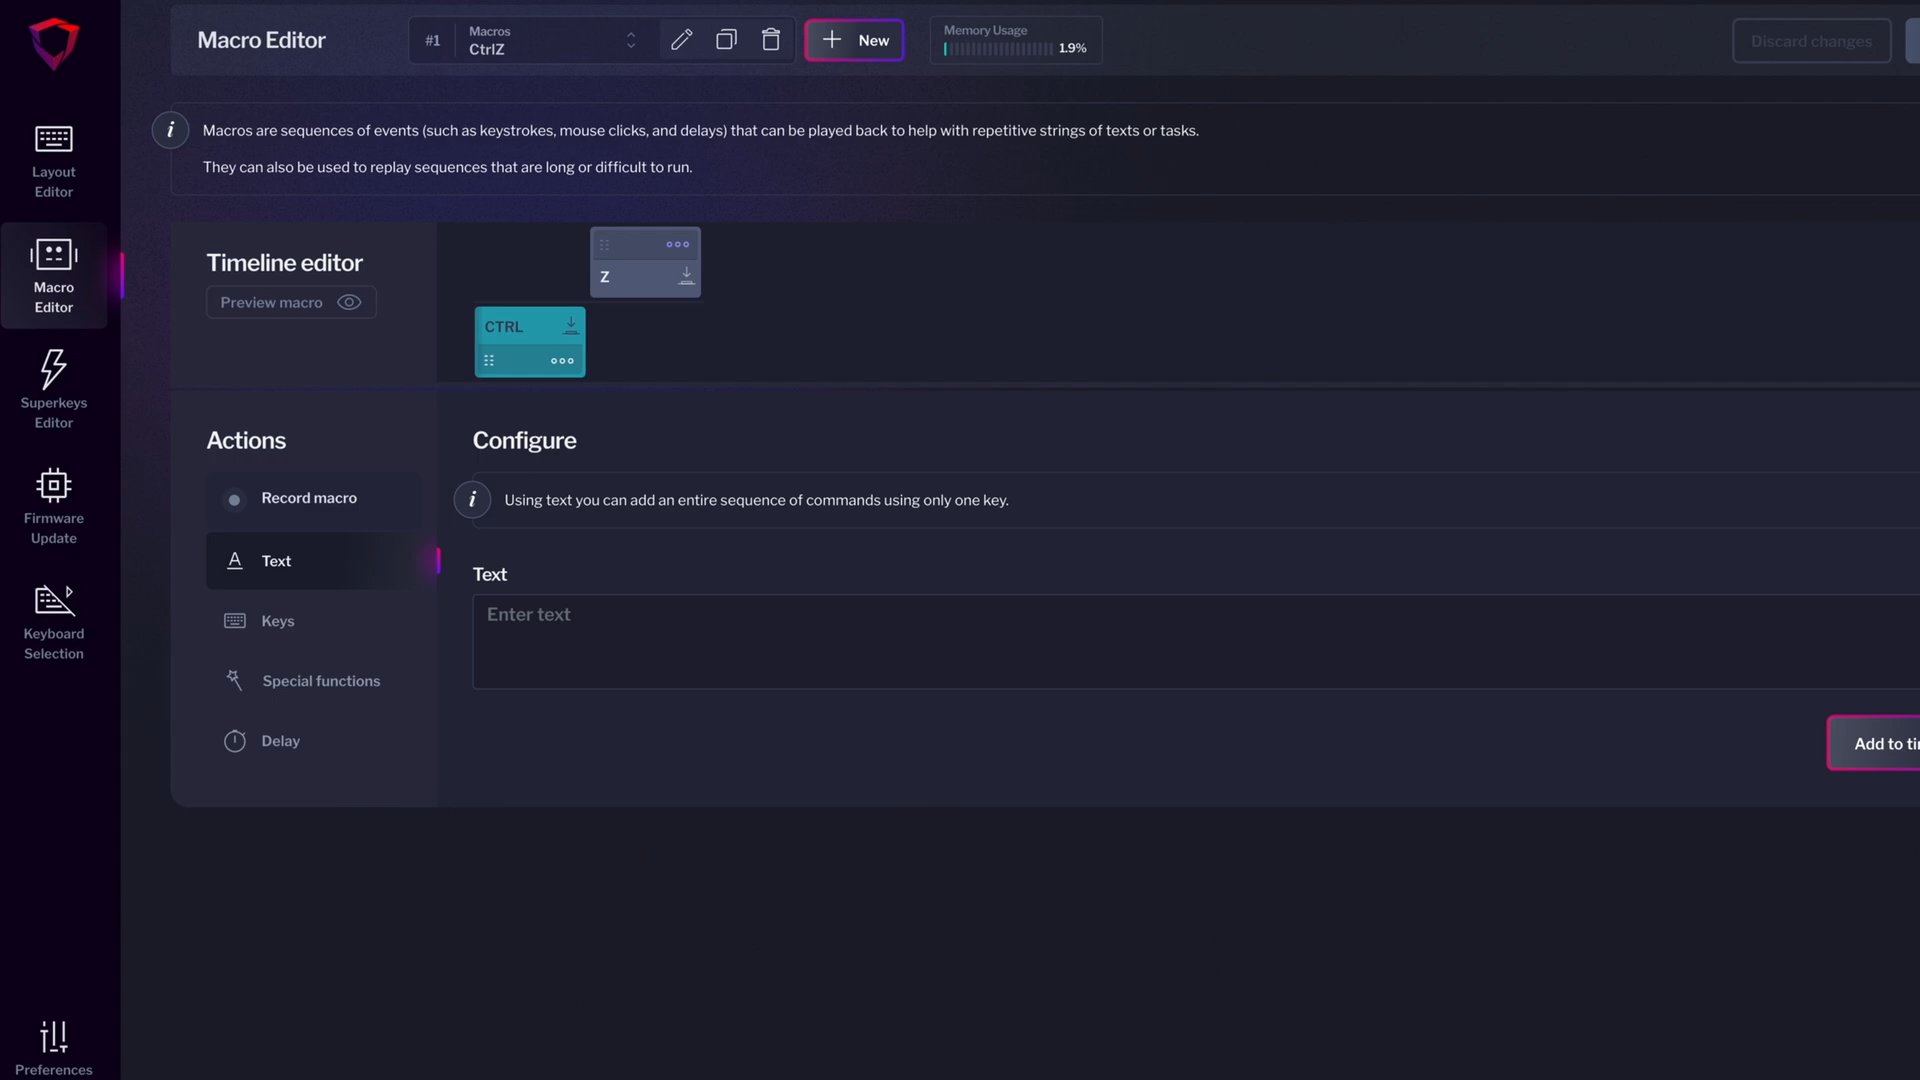 Macro Editor
#1
Macros
CtrlZ
New
Memory Usage
1.9%
Discard changes
Layout
Editor
Macro
Editor
Superkeys
Editor
Firmware
Update
Keyboard
Selection
Preferences
i
Macros are sequences of events (such as keystrokes, mouse clicks, and delays) that can be played back to help with repetitive strings of texts or tasks.
They can also be used to replay sequences that are long or difficult to run.
Timeline editor
Preview macro
Z
CTRL
Actions
Record macro
A
Text
Keys
Special functions
Delay
Configure
i
Using text you can add an entire sequence of commands using only one key.
Text
Enter text
Add to